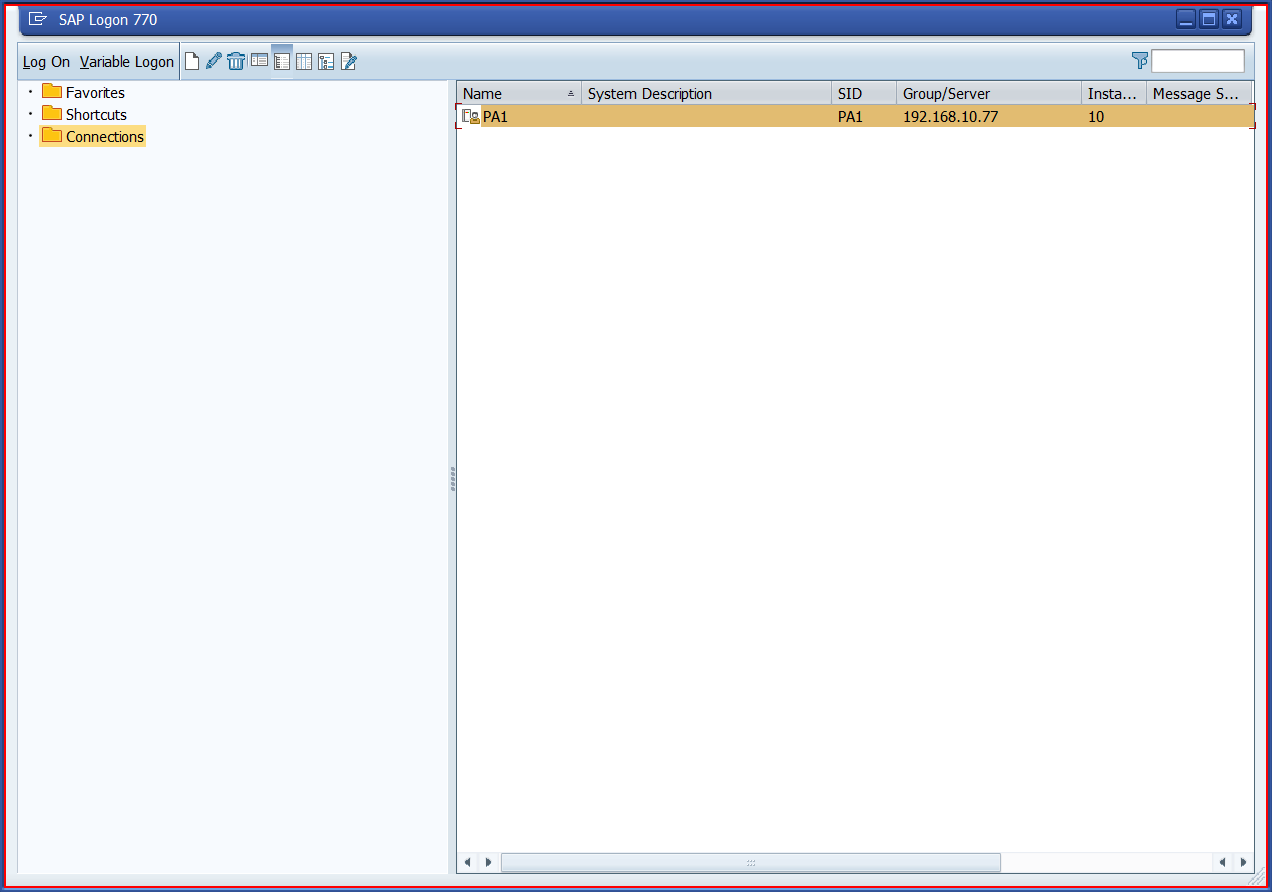 SAP Logon 770
Log On Variable Logon
Favorites
Shortcuts
Connections
Name System Description SID Group/Server Insta... Message S...
PA1 PA1 192.168.10.77 10